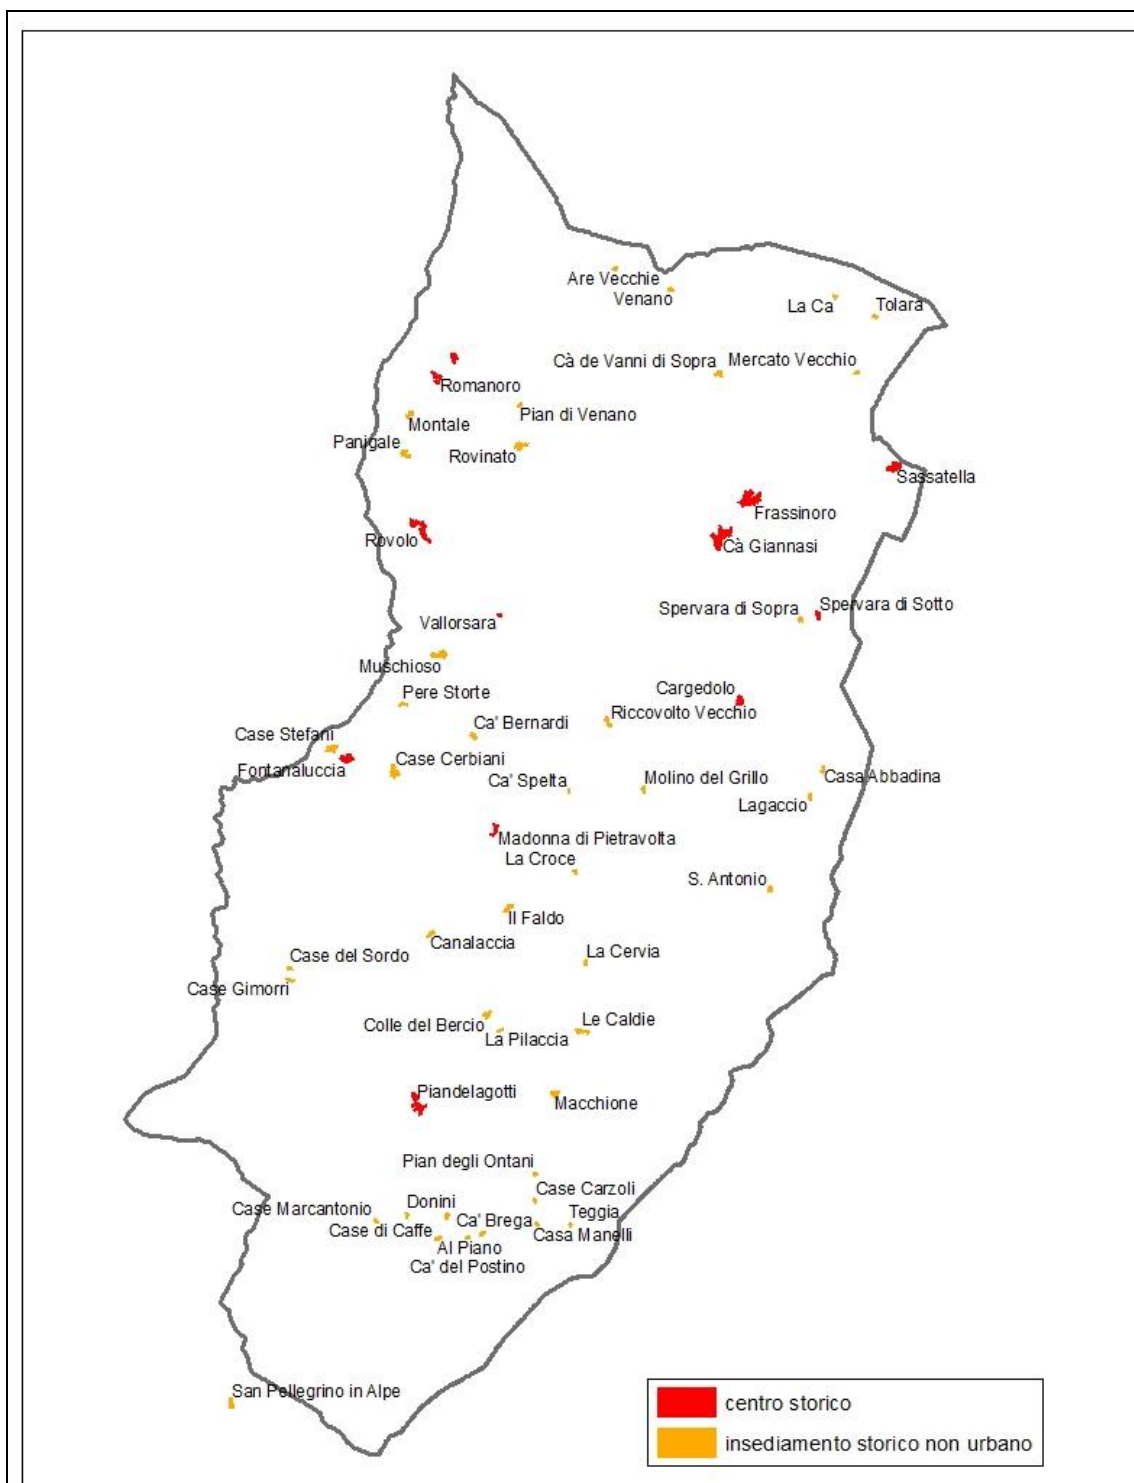 Are Vecchie
Venano
La Ca
Tolara
Cà de Vanni di Sopra
Mercato Vecchio
Romanoro
Pian di Venano
Montale
Panigale
Rovinato
Sassatella
Frassinoro
Rovolo
Cà Giannasi
Spervara di Sopra
Spervara di Sotto
Vallorsara
Muschioso
Pere Storte
Cargedolo
Riccovolto Vecchio
Ca' Bernardi
Case Stefani
Case Cerbiani
Fontanaluccia
Ca' Spelta
Molino del Grillo
Casa Abbadina
Lagaccio
Madonna di Pietravolta
La Croce
S. Antonio
Il Faldo
Canalaccia
La Cervia
Case del Sordo
Case Gimorri
Colle del Bercio
Le Caldie
La Pilaccia
Piandelagotti
Macchione
Pian degli Ontani
Case Carzoli
Case Marcantonio
Donini
Teggia
Ca' Brega
Case di Caffe
Casa Manelli
Al Piano
Ca' del Postino
San Pellegrino in Alpe
centro storico
insediamento storico non urbano